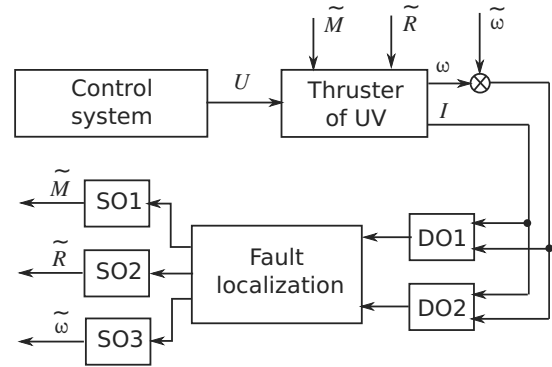 M̃
R̃
ω̃
Control
system
U
Thruster
of UV
ω
I
M̃
SO1
DO1
R̃
SO2
Fault
localization
DO2
ω̃
SO3